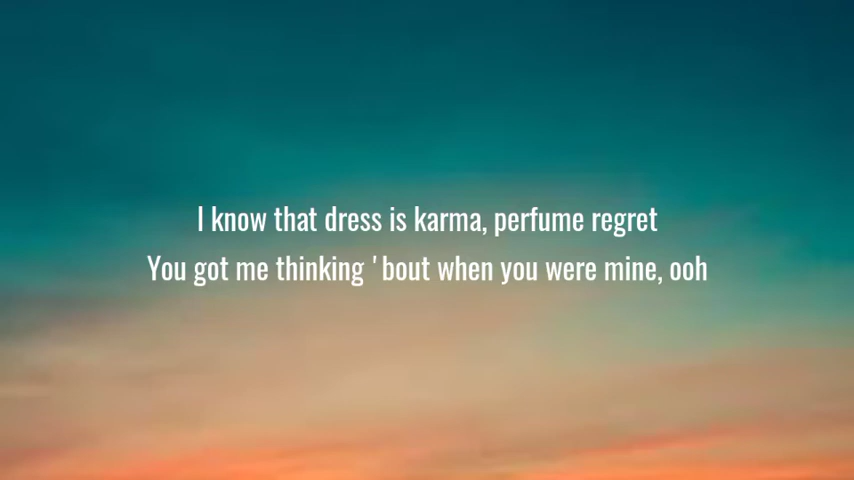 I know that dress is karma, perfume regret
You got me thinking 'bout when you were mine, ooh